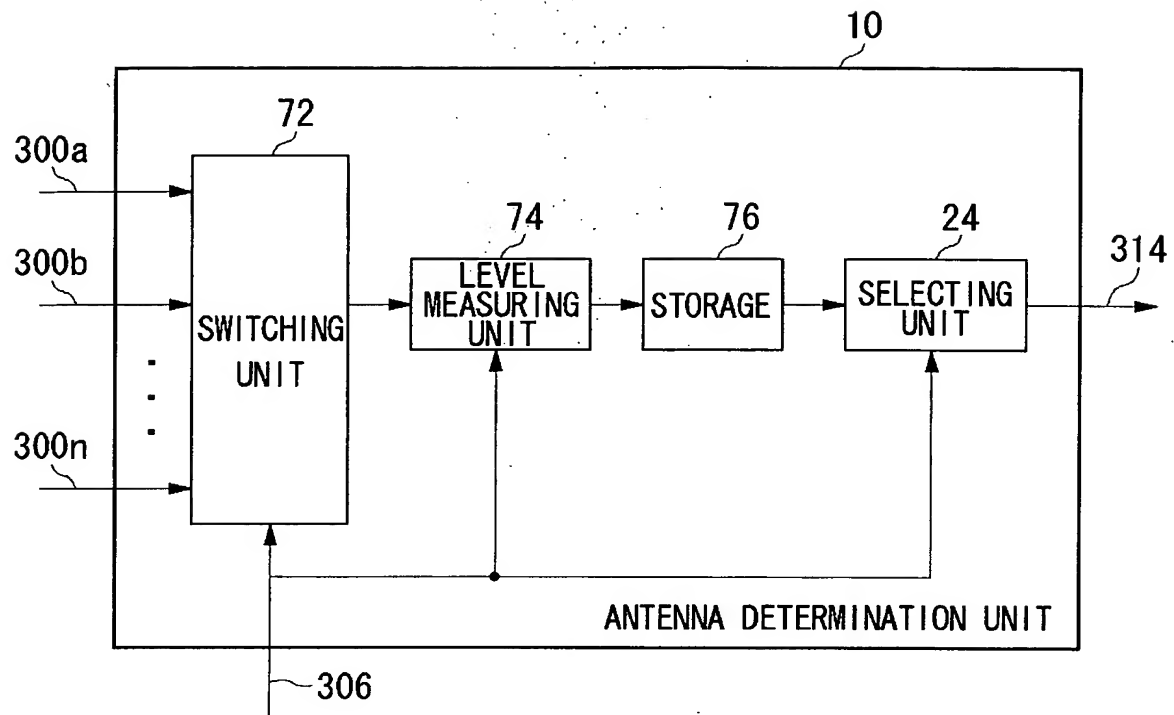 10
72
300a
74
76
24
314
300b
LEVEL
MEASURING
UNIT
STORAGE
SELECTING
UNIT
SWITCHING
UNIT
300n
ANTENNA DETERMINATION UNIT
306